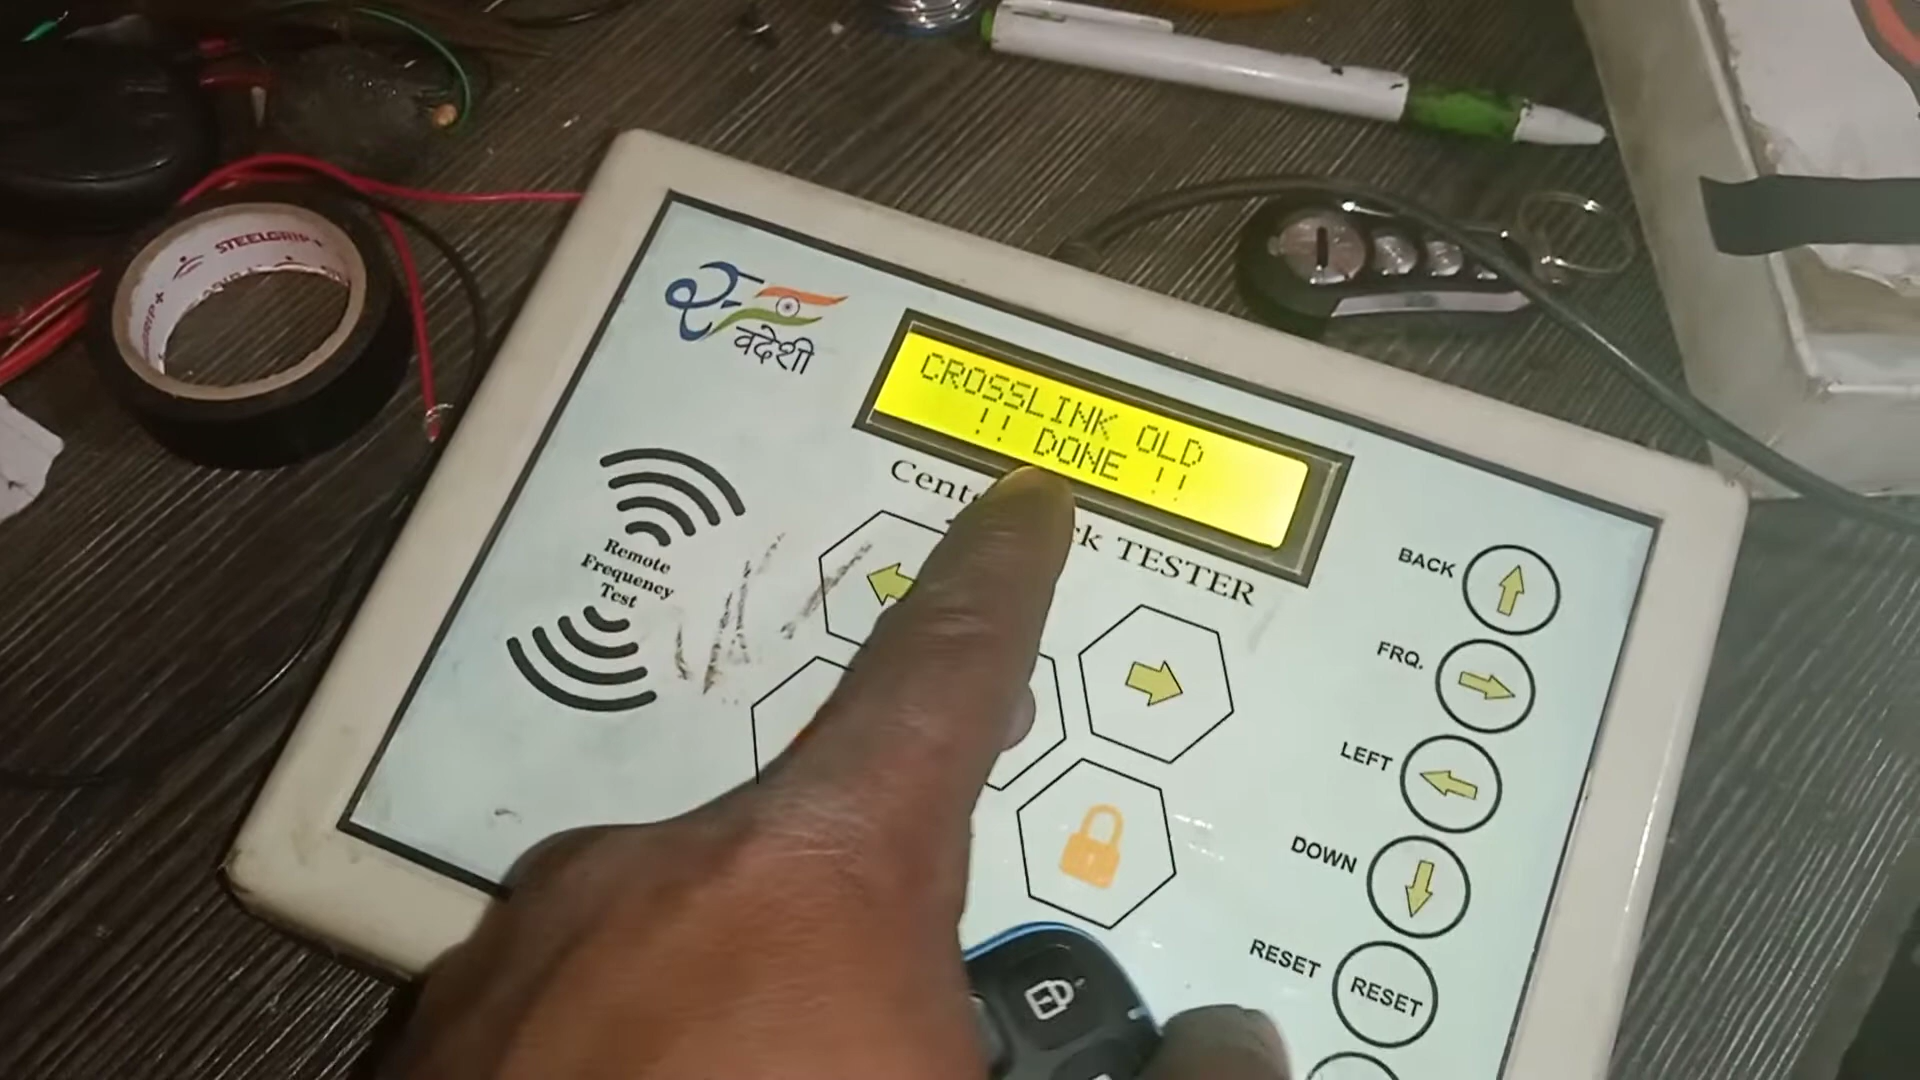 STEELGRIP
स्वदेशी
CROSSLINK OLD
!! DONE !!
TESTER
Remote
Frequency
Test
BACK
FRQ.
LEFT
DOWN
RESET
RESET